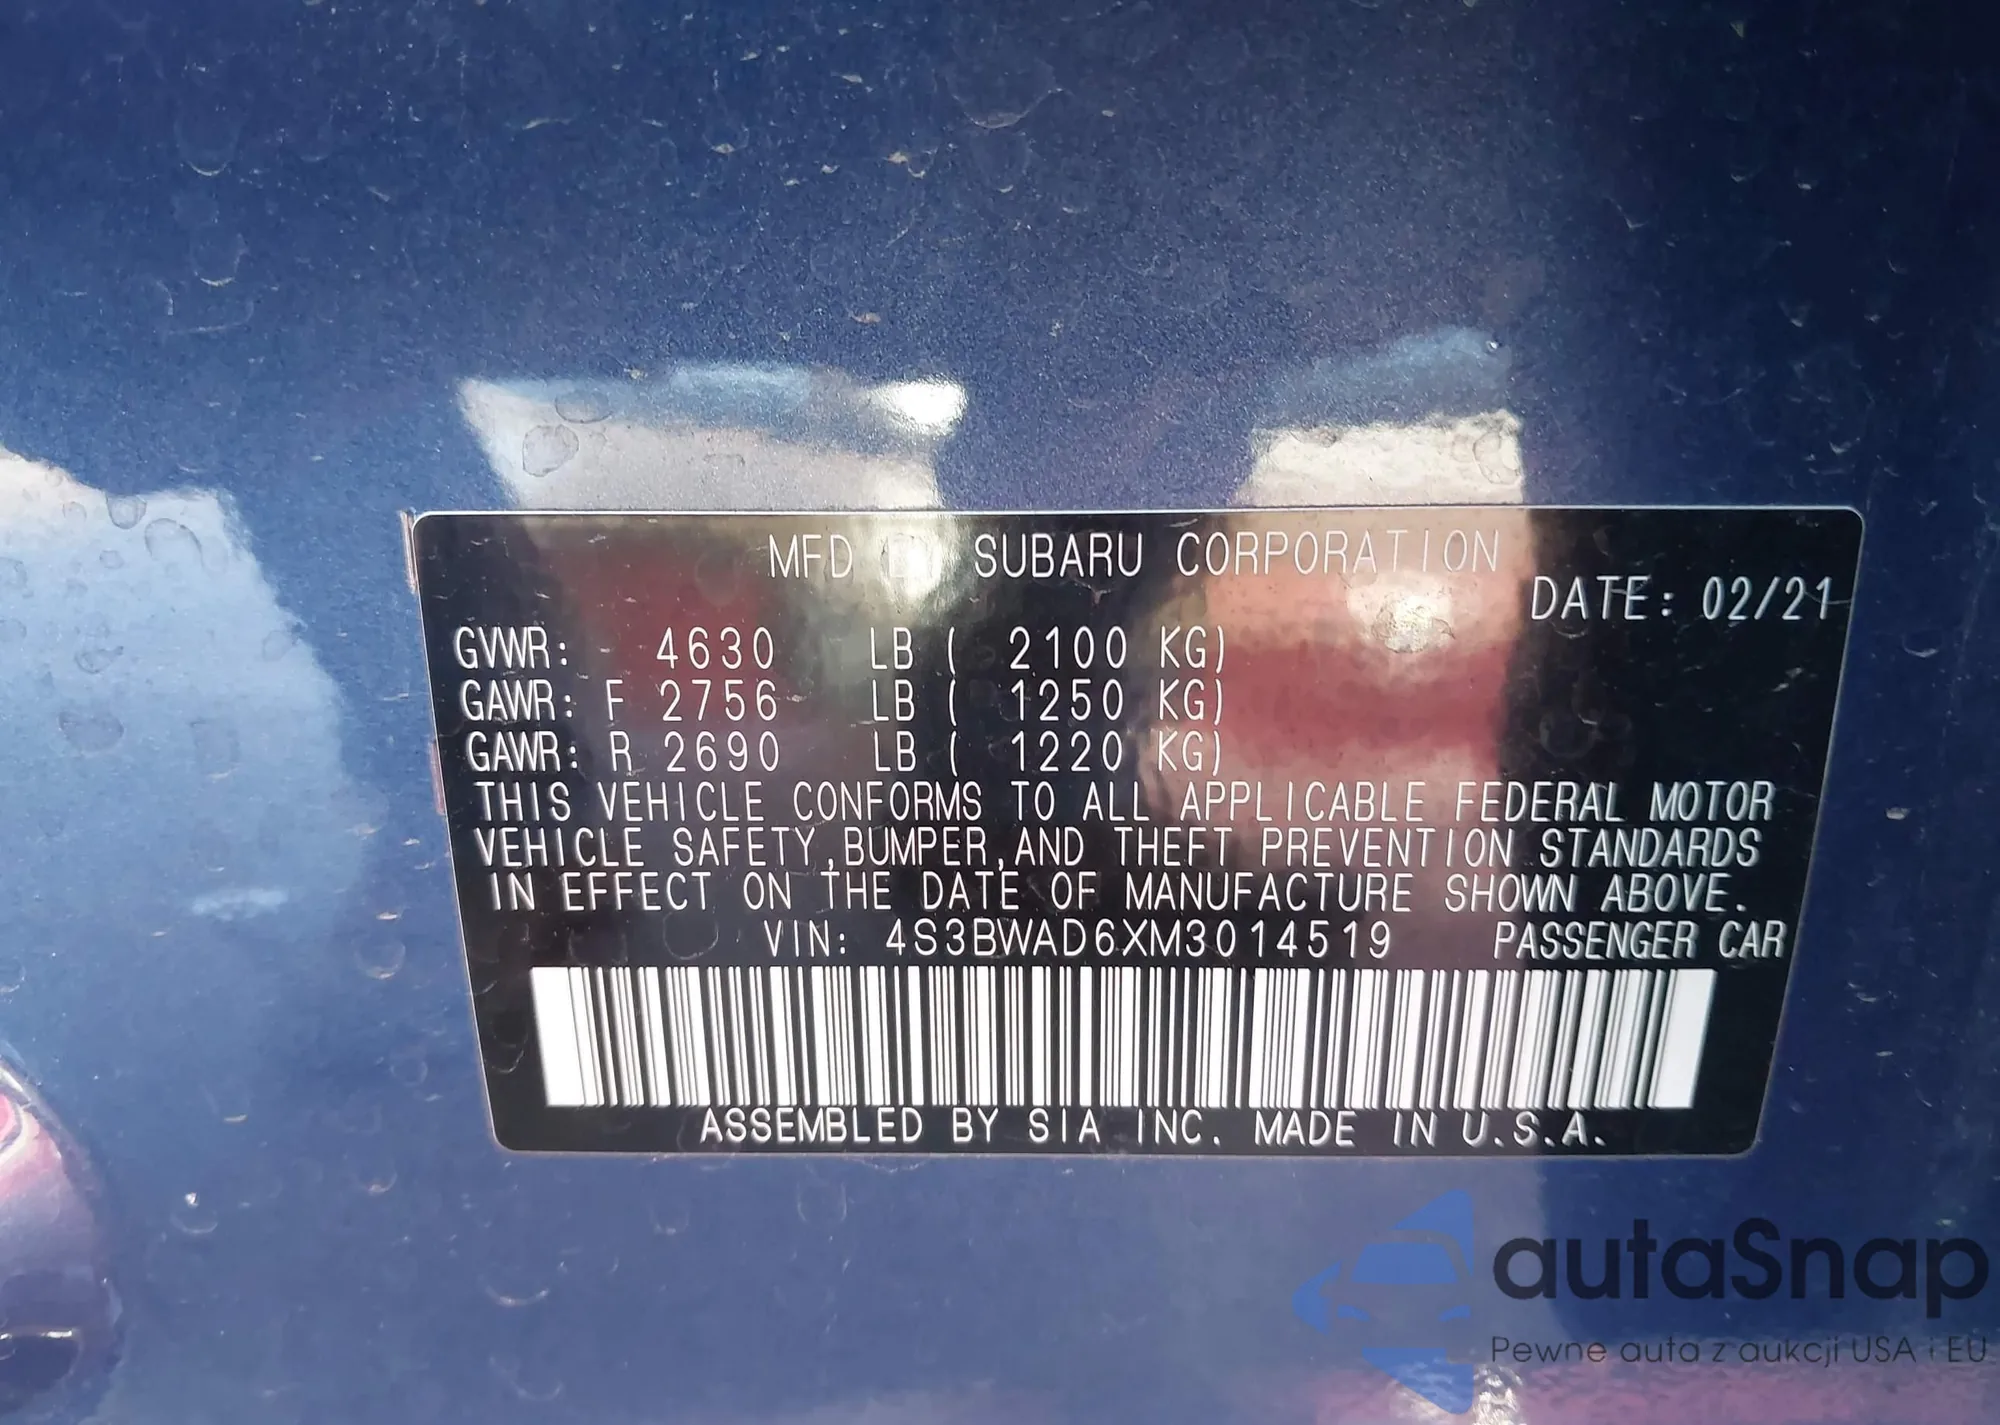 MFD BY SUBARU CORPORATION
DATE: 02/21
GVWR: 4630 LB ( 2100 KG)
GAWR: F 2756 LB ( 1250 KG)
GAWR: R 2690 LB ( 1220 KG)
THIS VEHICLE CONFORMS TO ALL APPLICABLE FEDERAL MOTOR
VEHICLE SAFETY,BUMPER,AND THEFT PREVENTION STANDARDS
IN EFFECT ON THE DATE OF MANUFACTURE SHOWN ABOVE.
VIN: 4S3BWAD6XM3014519 PASSENGER CAR
ASSEMBLED BY SIA INC. MADE IN U.S.A.
autaSnap
Pewne auta z aukcji USA i EU